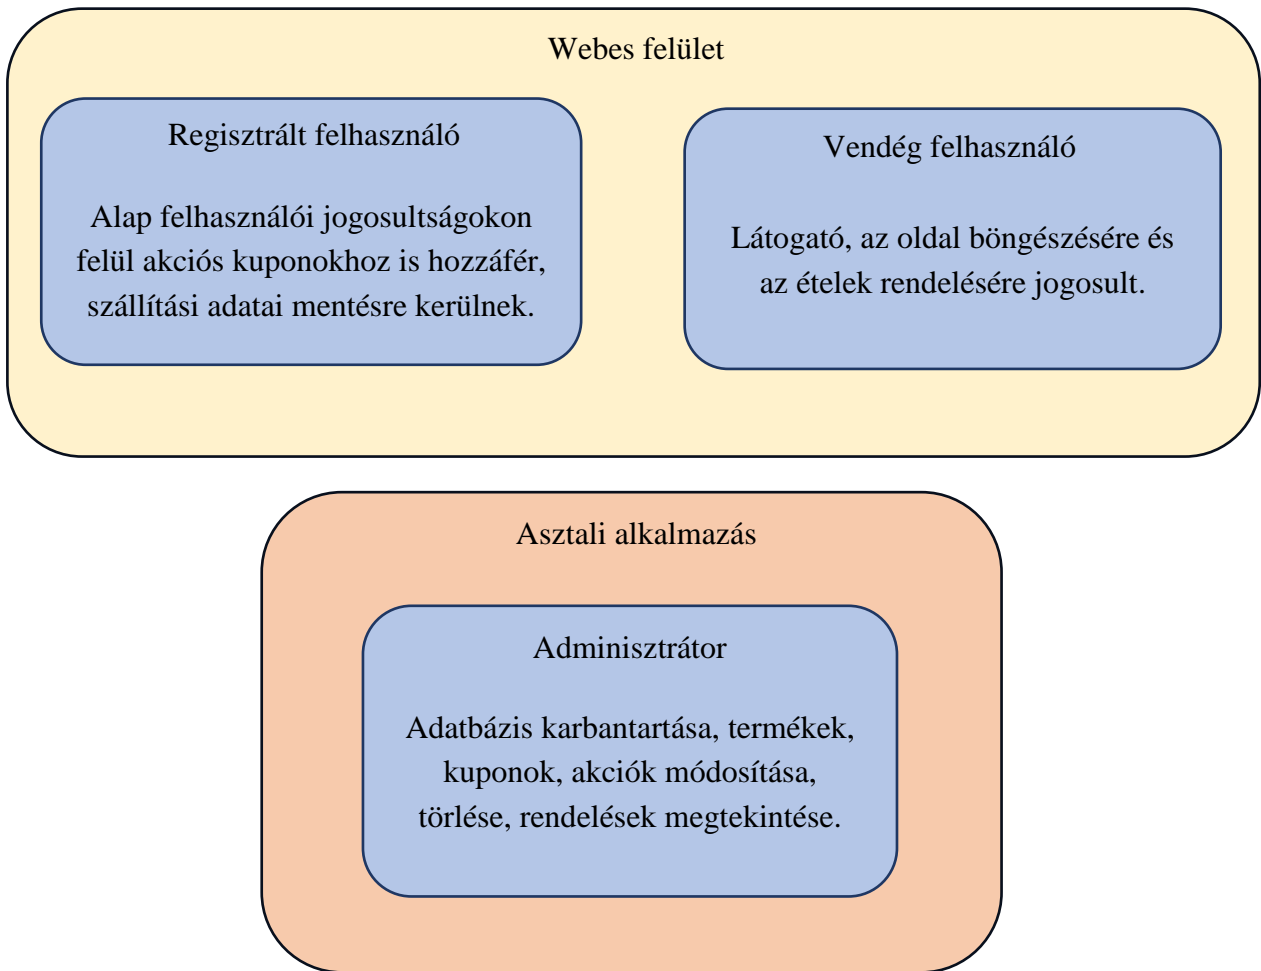 Webes felület
Regisztrált felhasználó
Alap felhasználói jogosultságokon
felül akciós kuponokhoz is hozzáfér,
szállítási adatai mentésre kerülnek.
Vendég felhasználó
Látogató, az oldal böngészésére és
az ételek rendelésére jogosult.
Asztali alkalmazás
Adminisztrátor
Adatbázis karbantartása, termékek,
kuponok, akciók módosítása,
törlése, rendelések megtekintése.